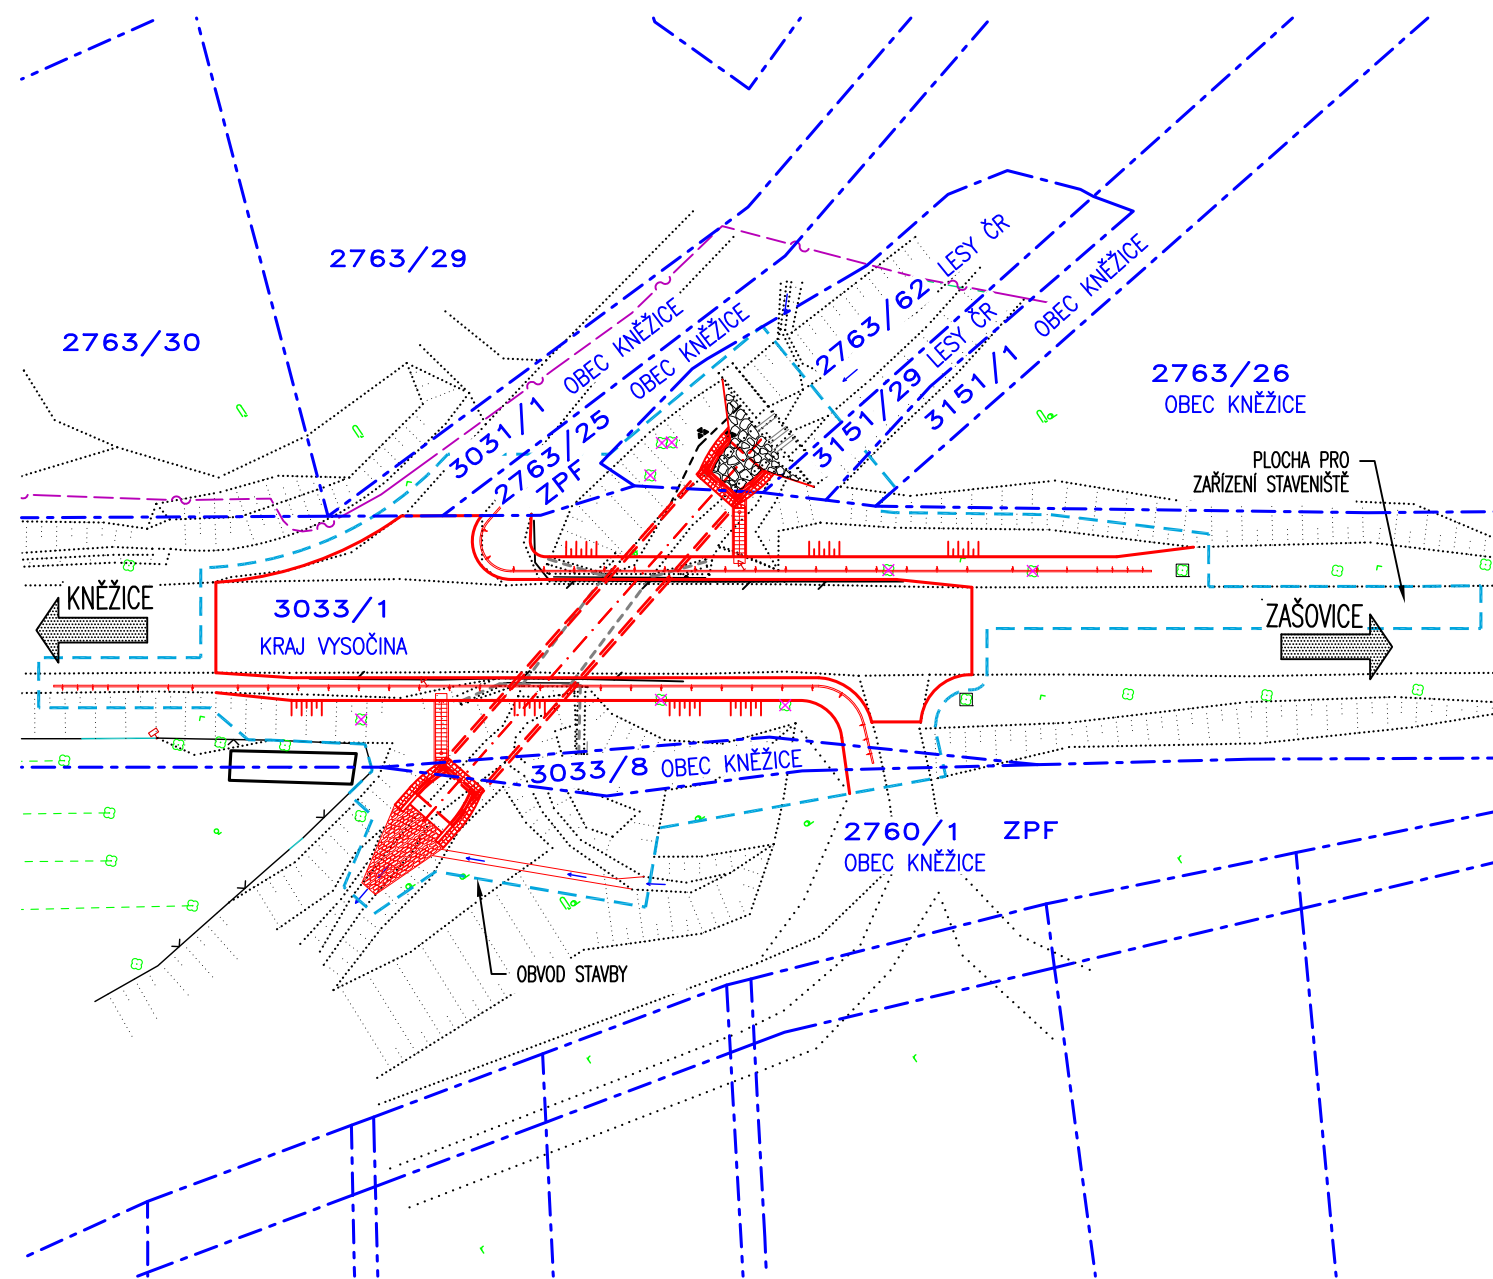 2763/29
2763/30
3031/1 OBEC KNĚŽICE
2763/25 OBEC KNĚŽICE
ZPF
2763/62 LESY ČR
3151/29 LESY ČR
3151/1 OBEC KNĚŽICE
2763/26
OBEC KNĚŽICE
PLOCHA PRO
ZAŘÍZENÍ STAVENIŠTĚ
KNĚŽICE
3033/1
KRAJ VYSOČINA
ZAŠOVICE
3033/8 OBEC KNĚŽICE
2760/1 ZPF
OBEC KNĚŽICE
OBVOD STAVBY